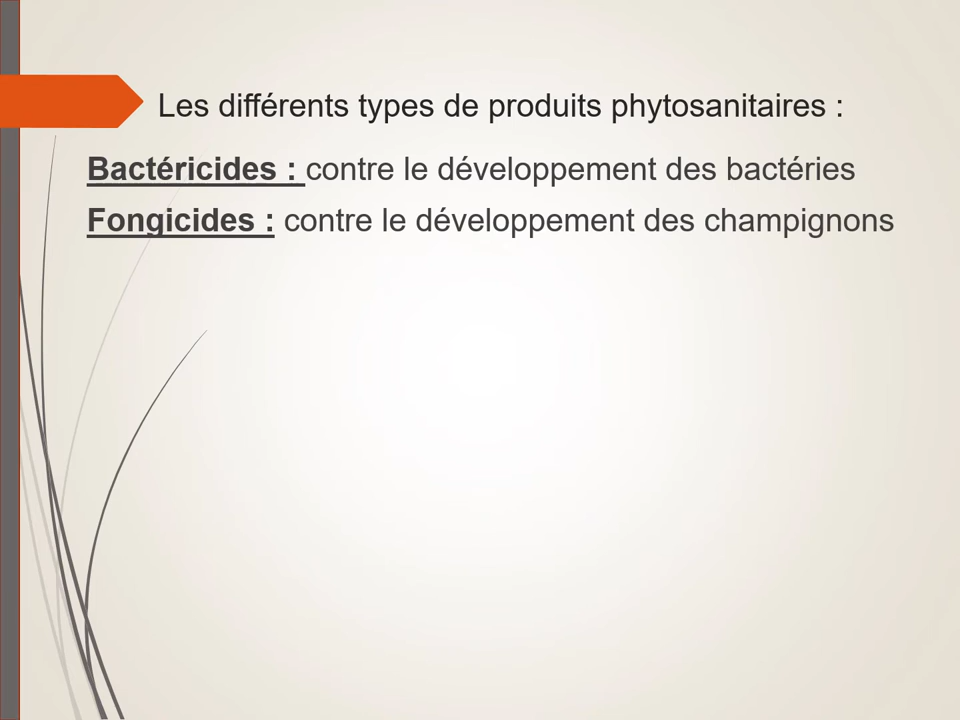 Les différents types de produits phytosanitaires :
Bactéricides : contre le développement des bactéries
Fongicides : contre le développement des champignons